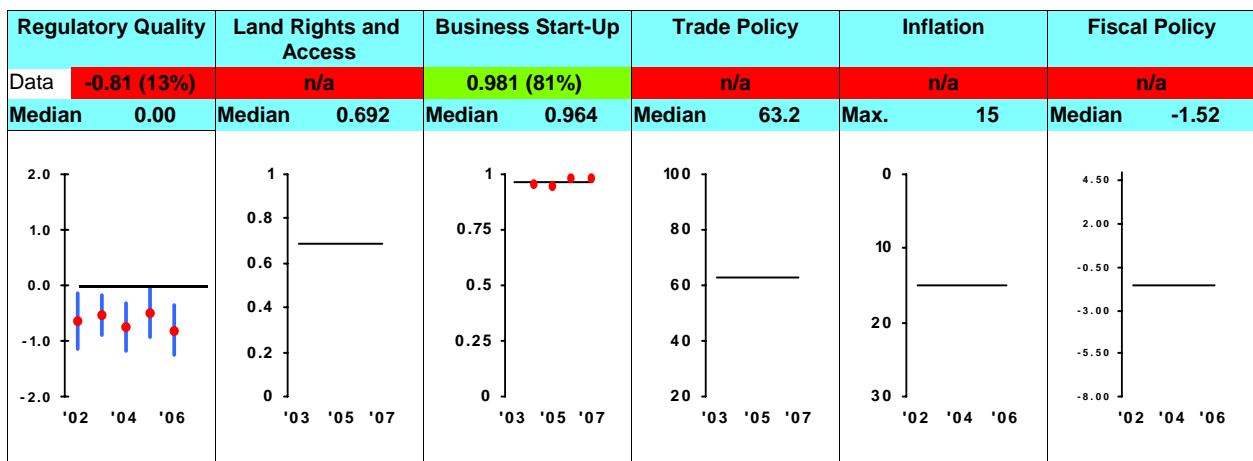 Regulatory Quality
Land Rights and
Access
Business Start-Up
Trade Policy
Inflation
Fiscal Policy
Data -0.81 (13%)
n/a
0.981 (81%)
n/a
n/a
n/a
Median 0.00
Median 0.692
Median 0.964
Median 63.2
Max. 15
Median -1.52
2.0
1.0
0.0
-1.0
-2.0
'02 '04 '06
1
0.8
0.6
0.4
0.2
0
'03 '05 '07
1
0.75
0.5
0.25
0
'03 '05 '07
100
80
60
40
20
'03 '05 '07
0
10
20
30
'02 '04 '06
4.50
2.00
-0.50
-3.00
-5.50
-8.00
'02 '04 '06